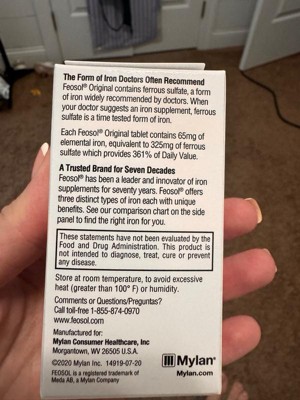 The Form of Iron Doctors Often Recommend
Feosol® Original contains ferrous sulfate, a form
of iron widely recommended by doctors. When
your doctor suggests an iron supplement, ferrous
sulfate is a time tested form of iron.
Each Feosol® Original tablet contains 65mg of
elemental iron, equivalent to 325mg of ferrous
sulfate which provides 361% of Daily Value.
A Trusted Brand for Seven Decades
Feosol® has been a leader and innovator of iron
supplements for seventy years. Feosol® offers
three distinct types of iron each with unique
benefits. See our comparison chart on the side
panel to find the right iron for you.
These statements have not been evaluated by the
Food and Drug Administration. This product is
not intended to diagnose, treat, cure or prevent
any disease.
Store at room temperature, to avoid excessive
heat (greater than 100° F) or humidity.
Comments or Questions/Preguntas?
Call toll-free 1-855-874-0970
www.feosol.com
Manufactured for:
Mylan Consumer Healthcare, Inc
Morgantown, WV 26505 U.S.A.
©2020 Mylan Inc. 14919-07-20
FEOSOL is a registered trademark of
Meda AB, a Mylan Company
Mylan®
Mylan.com